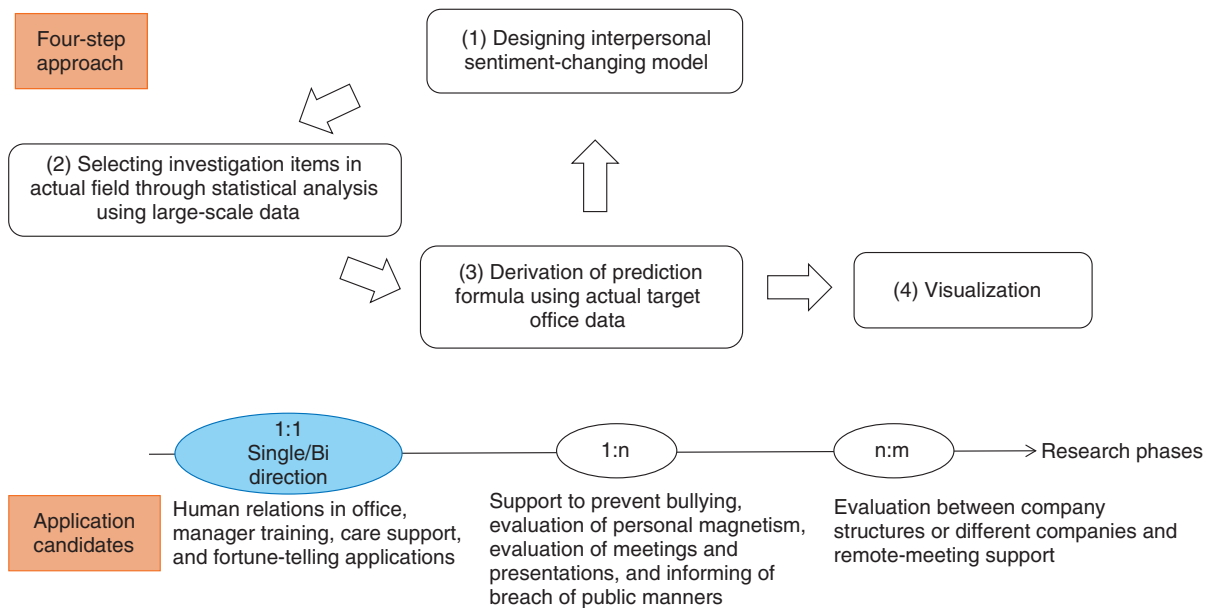 Four-step
approach
(1) Designing interpersonal
sentiment-changing model
(2) Selecting investigation items in
actual field through statistical analysis
using large-scale data
(3) Derivation of prediction
formula using actual target
office data
(4) Visualization
1:1
Single/Bi
direction
1:n
n:m
Research phases
Application
candidates
Human relations in office,
manager training, care support,
and fortune-telling applications
Support to prevent bullying,
evaluation of personal magnetism,
evaluation of meetings and
presentations, and informing of
breach of public manners
Evaluation between company
structures or different companies and
remote-meeting support